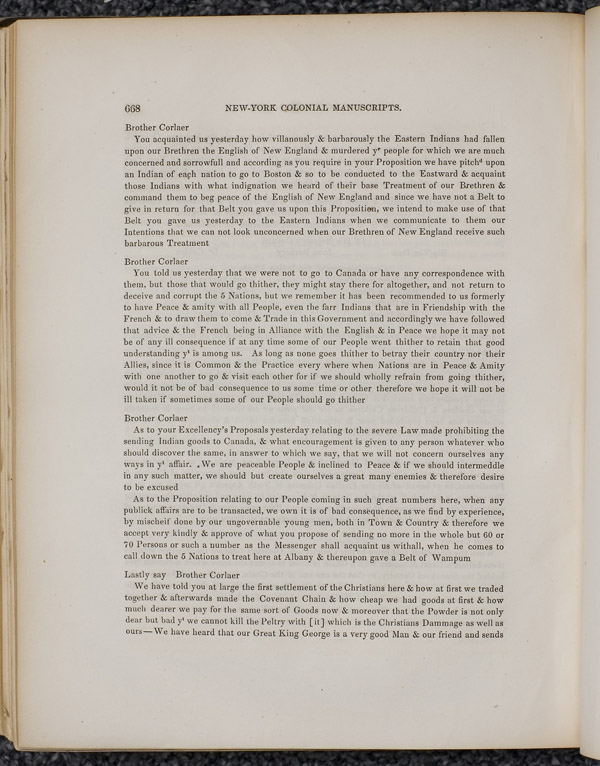 668 NEW-YORK COLONIAL MANUSCRIPTS.
Brother Corlaer
You acquainted us yesterday how villanously & barbarously the Eastern Indians had fallen
upon our Brethren the English of New England & murdered yr people for which we are much
concerned and sorrowfull and according as you require in your Proposition we have pitchd upon
an Indian of each nation to go to Boston & so to be conducted to the Eastward & acquaint
those Indians with what indignation we heard of their base Treatment of our Brethren &
command them to beg peace of the English of New England and since we have not a Belt to
give in return for that Belt you gave us upon this Proposition, we intend to make use of that
Belt you gave us yesterday to the Eastern Indians when we communicate to them our
Intentions that we can not look unconcerned when our Brethren of New England receive such
barbarous Treatment
Brother Corlaer
You told us yesterday that we were not to go to Canada or have any correspondence with
them, but those that would go thither, they might stay there for altogether, and not return to
deceive and corrupt the 5 Nations, but we remember it has been recommended to us formerly
to have Peace & amity with all People, even the farr Indians that are in Friendship with the
French & to draw them to come & Trade in this Government and accordingly we have followed
that advice & the French being in Alliance with the English & in Peace we hope it may not
be of any ill consequence if at any time some of our People went thither to retain that good
understanding yt is among us. As long as none goes thither to betray their country nor their
Allies, since it is Common & the Practice every where when Nations are in Peace & Amity
with one another to go & visit each other for if we should wholly refrain from going thither,
would it not be of bad consequence to us some time or other therefore we hope it will not be
ill taken if sometimes some of our People should go thither
Brother Corlaer
As to your Excellency's Proposals yesterday relating to the severe Law made prohibiting the
sending Indian goods to Canada, & what encouragement is given to any person whatever who
should discover the same, in answer to which we say, that we will not concern ourselves any
ways in yt affair. We are peaceable People & inclined to Peace & if we should intermeddle
in any such matter, we should but create ourselves a great many enemies & therefore desire
to be excused
As to the Proposition relating to our People coming in such great numbers here, when any
publick affairs are to be transacted, we own it is of bad consequence, as we find by experience,
by mischeif done by our ungovernable young men, both in Town & Country & therefore we
accept very kindly & approve of what you propose of sending no more in the whole but 60 or
70 Persons or such a number as the Messenger shall acquaint us withall, when he comes to
call down the 5 Nations to treat here at Albany & thereupon gave a Belt of Wampum
Lastly say Brother Corlaer
We have told you at large the first settlement of the Christians here & how at first we traded
together & afterwards made the Covenant Chain & how cheap we had goods at first & how
much dearer we pay for the same sort of Goods now & moreover that the Powder is not only
dear but bad yt we cannot kill the Peltry with [it] which is the Christians Dammage as well as
ours—We have heard that our Great King George is a very good Man & our friend and sends